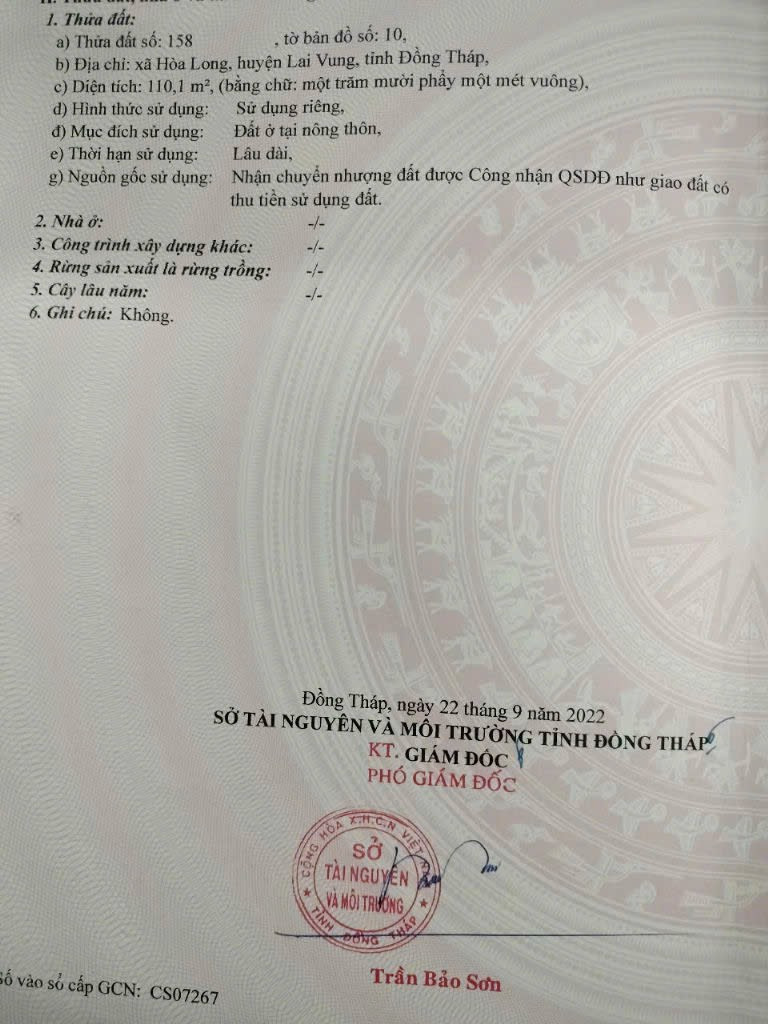 1. Thửa đất:
a) Thửa đất số: 158 , tờ bản đồ số: 10,
b) Địa chỉ: xã Hòa Long, huyện Lai Vung, tỉnh Đồng Tháp,
c) Diện tích: 110,1 m², (bằng chữ: một trăm mười phẩy một mét vuông),
d) Hình thức sử dụng: Sử dụng riêng,
đ) Mục đích sử dụng: Đất ở tại nông thôn,
e) Thời hạn sử dụng: Lâu dài,
g) Nguồn gốc sử dụng: Nhận chuyển nhượng đất được Công nhận QSDĐ như giao đất có
thu tiền sử dụng đất.
2. Nhà ở: -/-
3. Công trình xây dựng khác: -/-
4. Rừng sản xuất là rừng trồng: -/-
5. Cây lâu năm: -/-
6. Ghi chú: Không.
Đồng Tháp, ngày 22 tháng 9 năm 2022
SỞ TÀI NGUYÊN VÀ MÔI TRƯỜNG TỈNH ĐỒNG THÁP
KT. GIÁM ĐỐC
PHÓ GIÁM ĐỐC
CỘNG HÒA X.H.C.N VIỆT
SỞ
TÀI NGUYÊN
VÀ MÔI TRƯỜNG
TỈNH ĐỒNG THÁP
Trần Bảo Sơn
Số vào sổ cấp GCN: CS07267